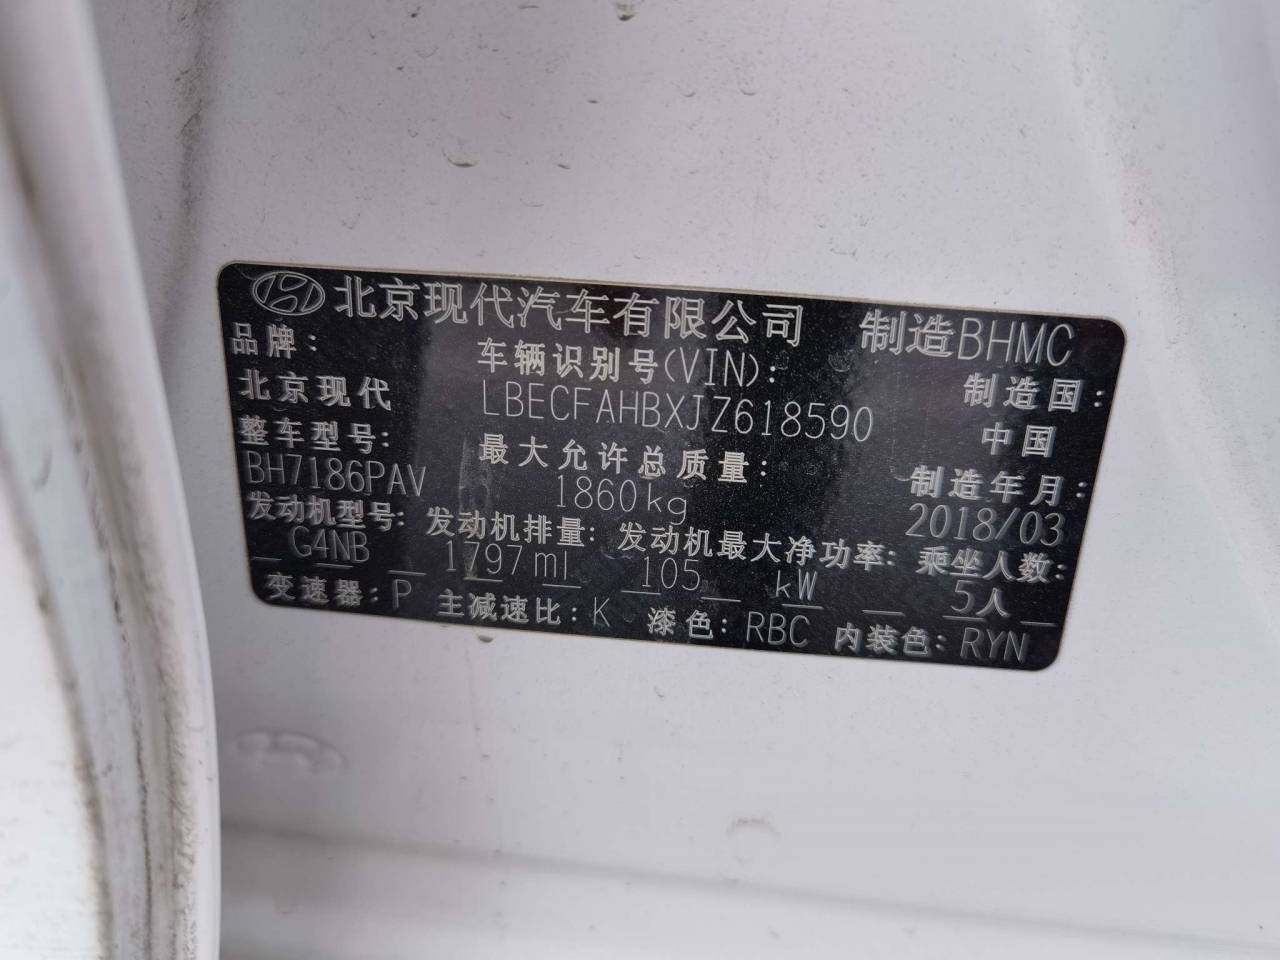 北京现代汽车有限公司 制造BHMC
品牌: 车辆识别号(VIN): 制造国:
北京现代 LBECFAHBXJZ618590 中国
整车型号: 最大允许总质量: 制造年月:
BH7186PAV 1860kg 2018/03
发动机型号: 发动机排量: 发动机最大净功率: 乘坐人数:
G4NB 1797ml 105 kW 5人
变速器: P 主减速比: K 漆色: RBC 内装色: RYN